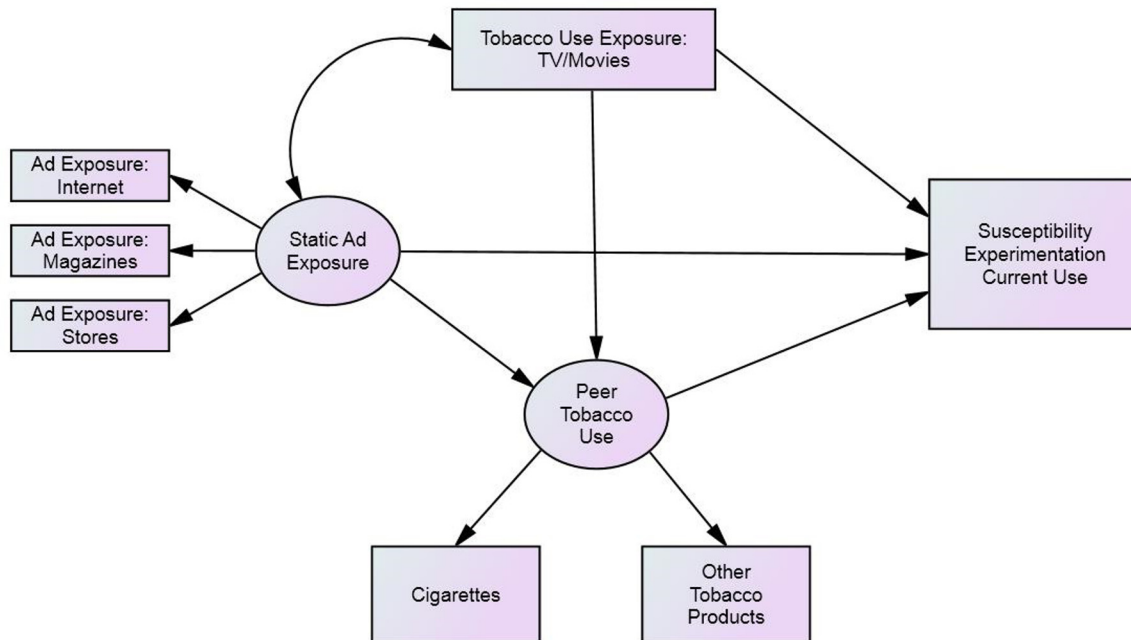 Tobacco Use Exposure:
TV/Movies
Ad Exposure:
Internet
Ad Exposure:
Magazines
Ad Exposure:
Stores
Static Ad
Exposure
Susceptibility
Experimentation
Current Use
Peer
Tobacco
Use
Cigarettes
Other
Tobacco
Products